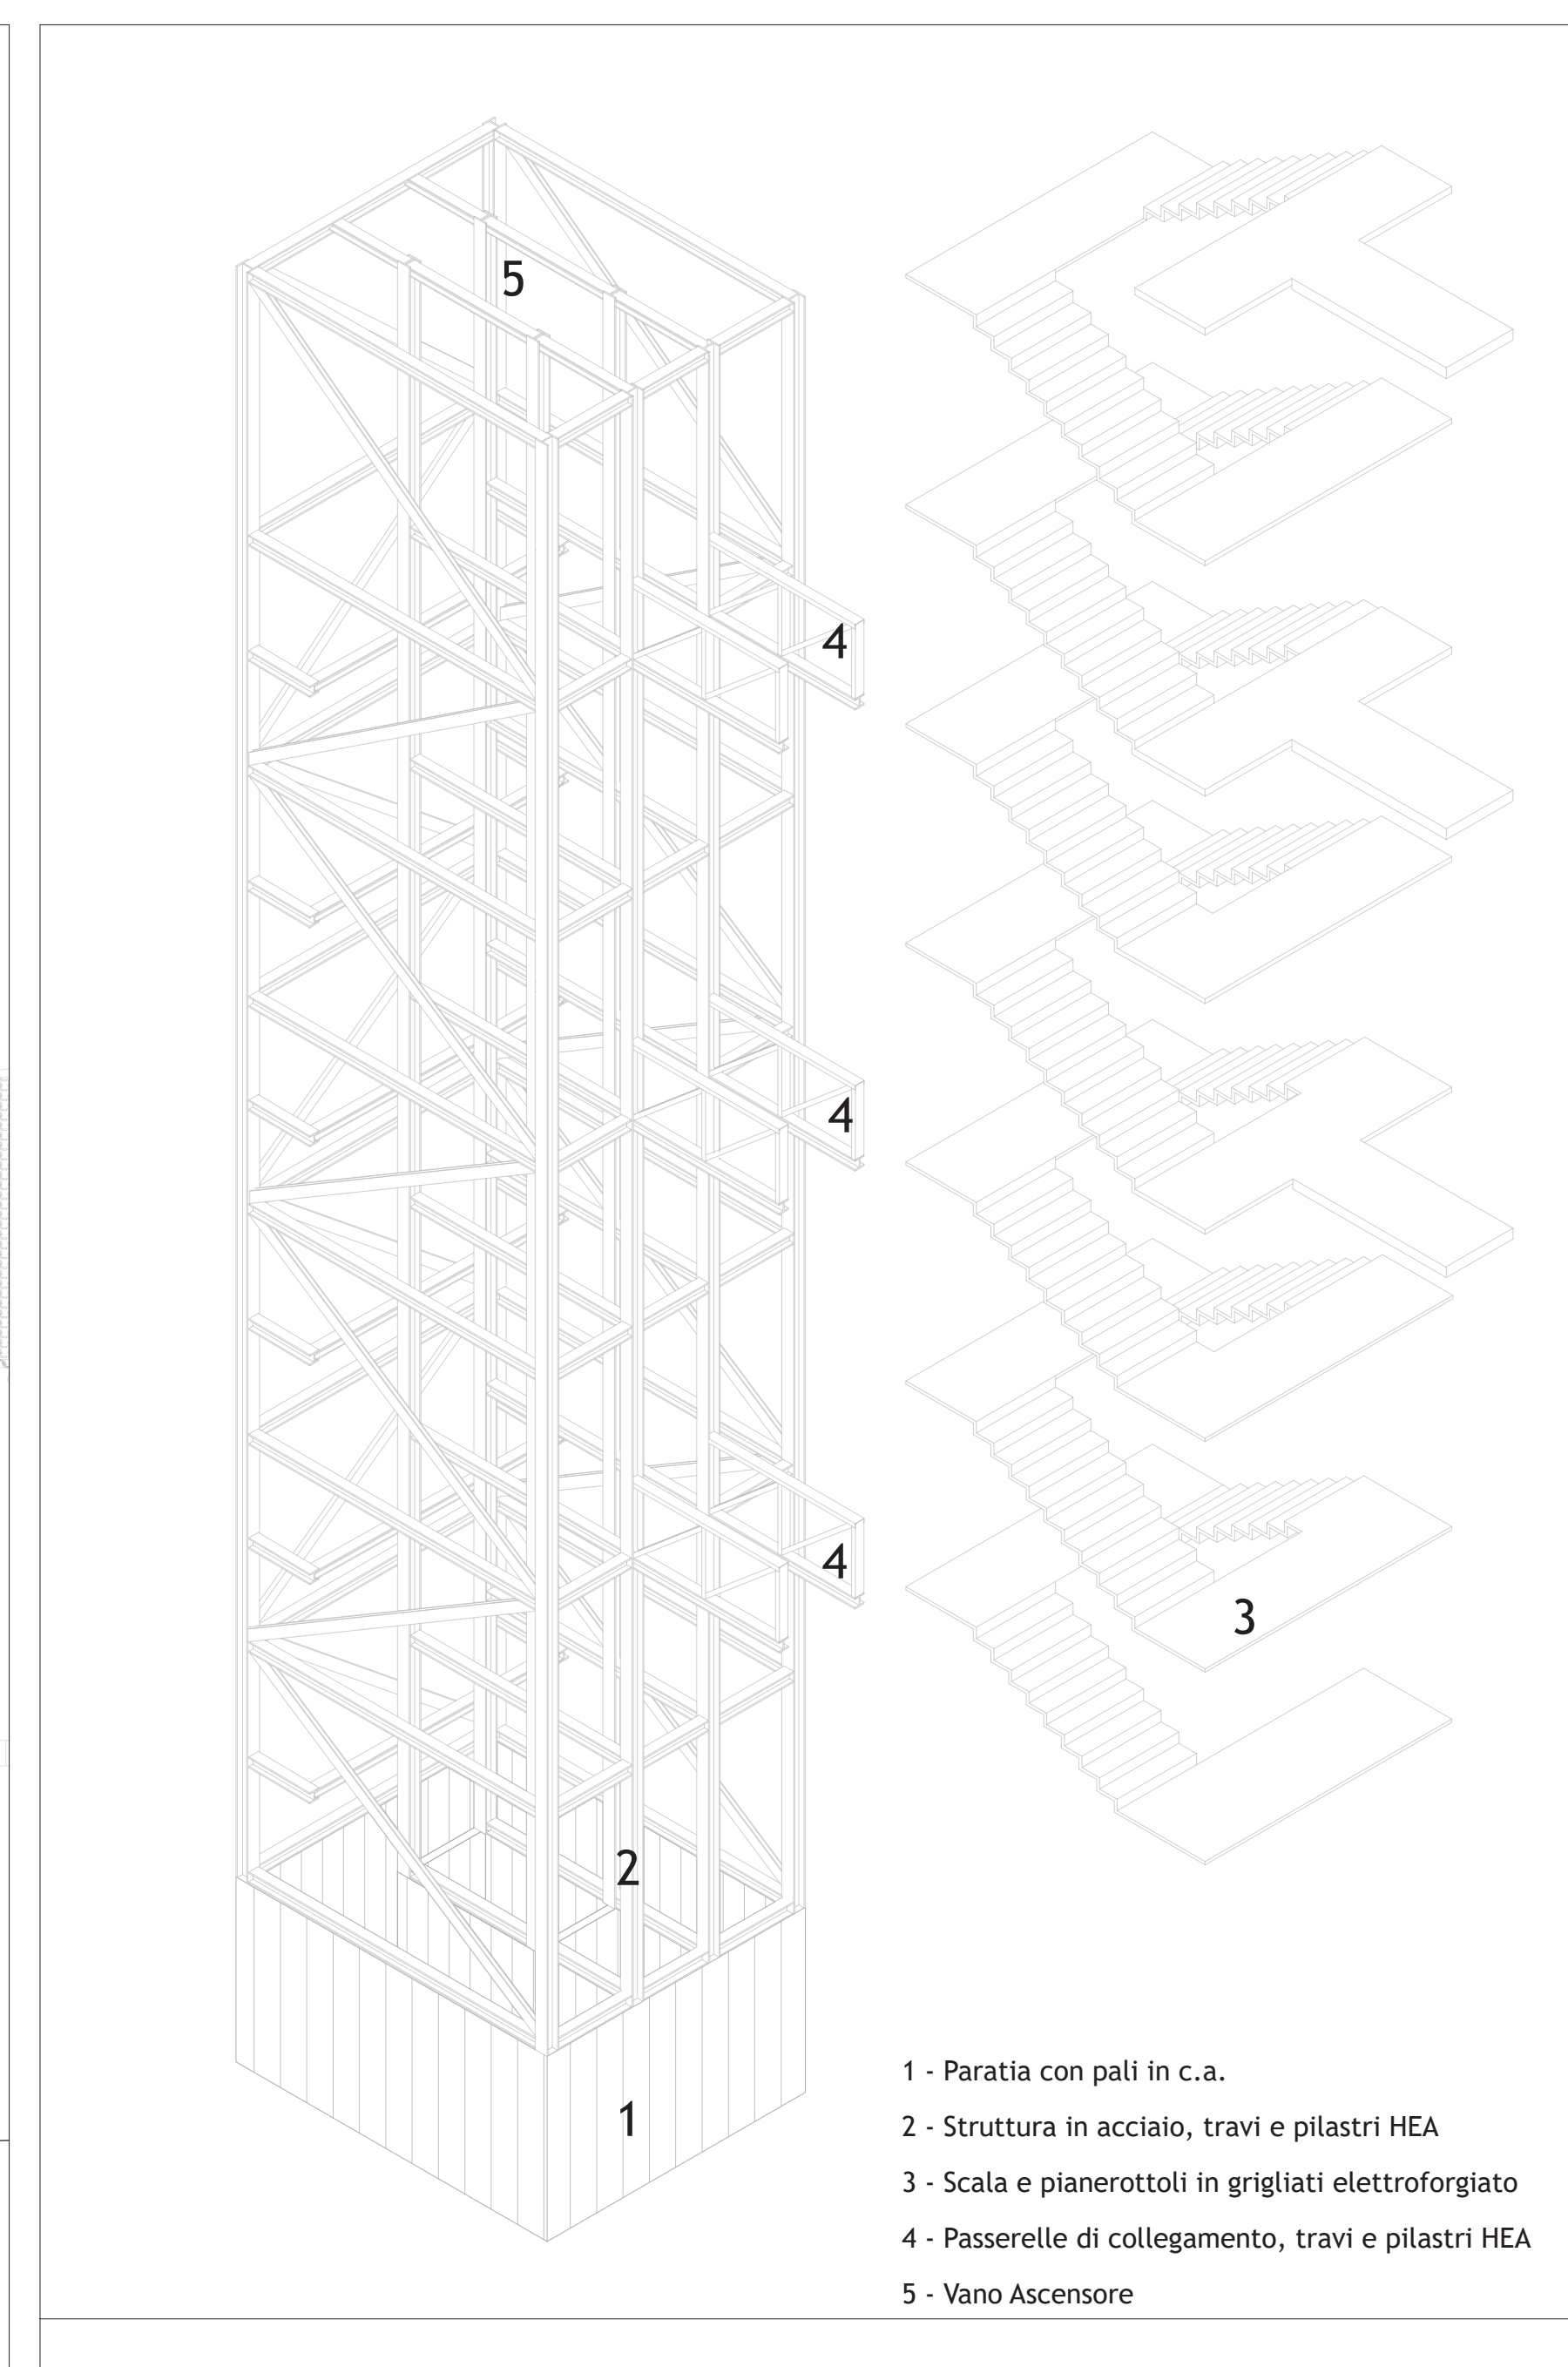 5
4
4
4
3
2
1
1 - Paratia con pali in c.a.
2 - Struttura in acciaio, travi e pilastri HEA
3 - Scala e pianerottoli in grigliati elettroforgiato
4 - Passerelle di collegamento, travi e pilastri HEA
5 - Vano Ascensore